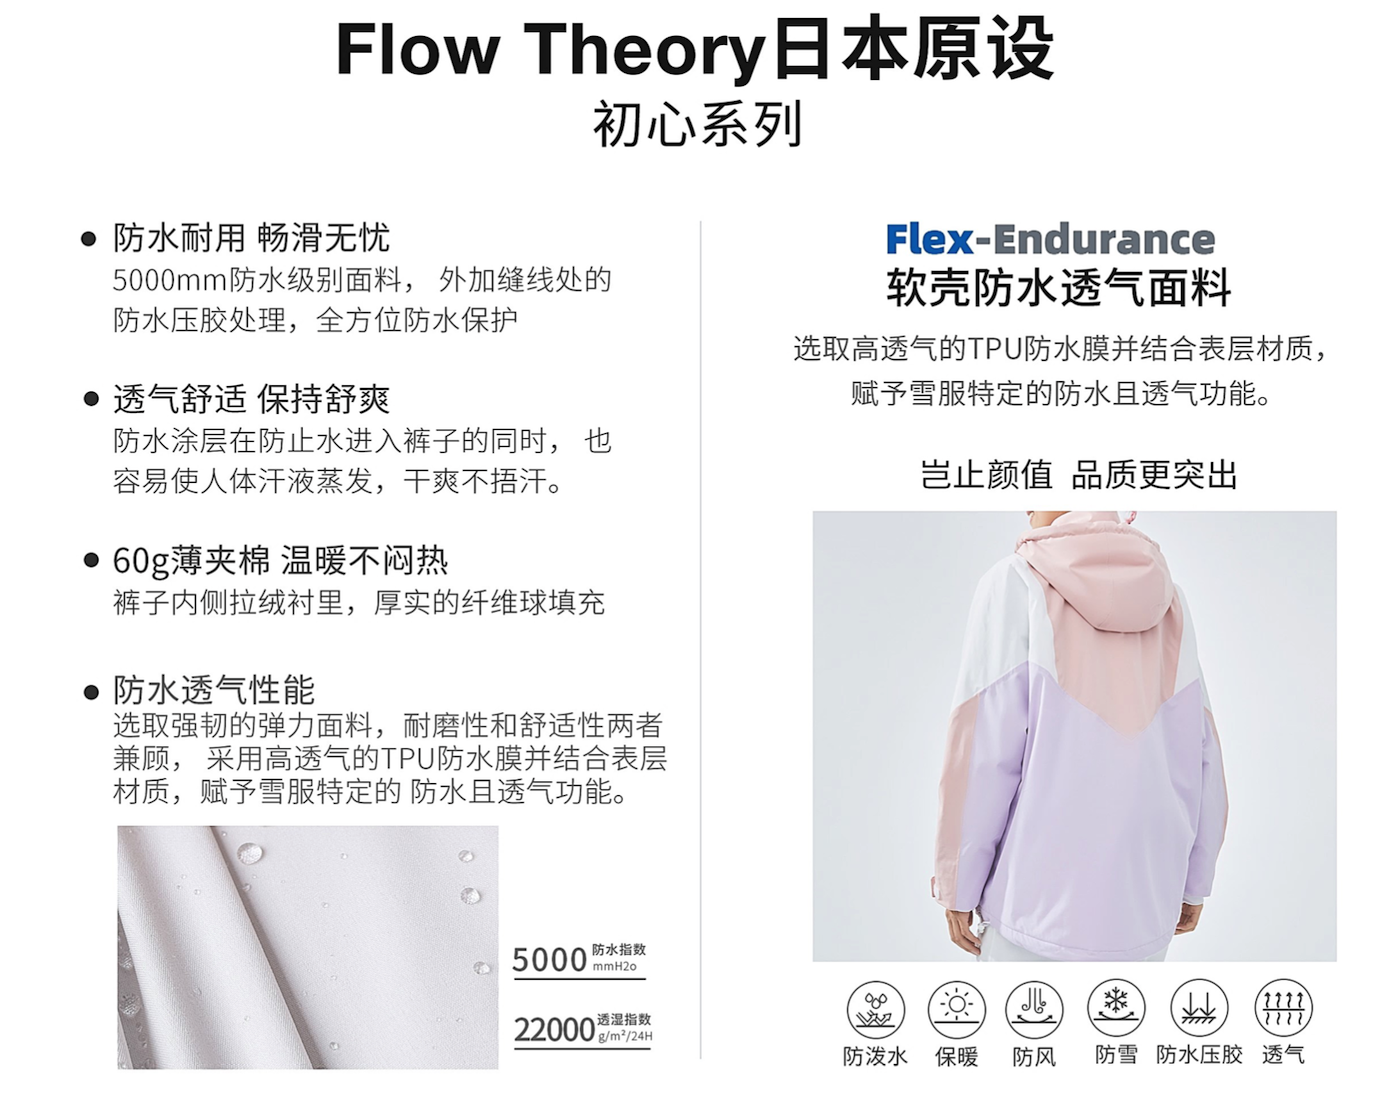 Flow Theory日本原设
初心系列
防水耐用 畅滑无忧
5000mm防水级别面料， 外加缝线处的
防水压胶处理，全方位防水保护
透气舒适 保持舒爽
防水涂层在防止水进入裤子的同时， 也
容易使人体汗液蒸发，干爽不捂汗。
60g薄夹棉 温暖不闷热
裤子内侧拉绒衬里，厚实的纤维球填充
防水透气性能
选取强韧的弹力面料，耐磨性和舒适性两者
兼顾， 采用高透气的TPU防水膜并结合表层
材质，赋予雪服特定的 防水且透气功能。
5000 防水指数
mmH2o
22000 透湿指数
g/m²/24H
Flex-Endurance
软壳防水透气面料
选取高透气的TPU防水膜并结合表层材质，
赋予雪服特定的防水且透气功能。
岂止颜值 品质更突出
防泼水 保暖 防风 防雪 防水压胶 透气